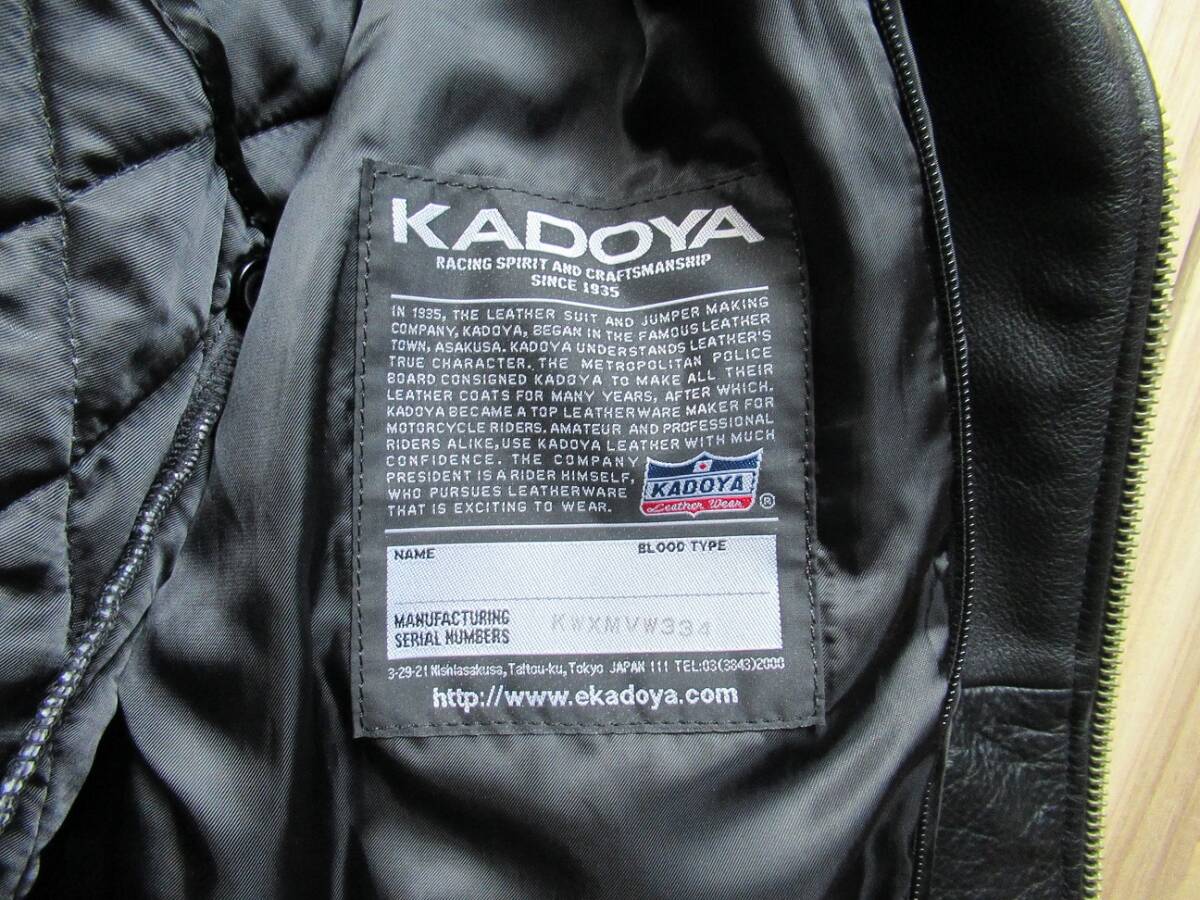 KADOYA
RACING SPIRIT AND CRAFTSMANSHIP
SINCE 1935
IN 1935, THE LEATHER SUIT AND JUMPER MAKING
COMPANY, KADOYA, BEGAN IN THE FAMOUS LEATHER
TOWN, ASAKUSA. KADOYA UNDERSTANDS LEATHER'S
TRUE CHARACTER. THE METROPOLITAN POLICE
BOARD CONSIGNED KADOYA TO MAKE ALL THEIR
LEATHER COATS FOR MANY YEARS, AFTER WHICH.
KADOYA BECAME A TOP LEATHERWARE MAKER FOR
MOTORCYCLE RIDERS. AMATEUR AND PROFESSIONAL
RIDERS ALIKE, USE KADOYA LEATHER WITH MUCH
CONFIDENCE. THE COMPANY
PRESIDENT IS A RIDER HIMSELF,
WHO PURSUES LEATHERWARE
THAT IS EXCITING TO WEAR.
KADOYA
Leather Wear
®
NAME BLOOD TYPE
MANUFACTURING
SERIAL NUMBERS KWXMVW334
3-29-21 Nishiasakusa, Taitou-ku, Tokyo JAPAN 111 TEL:03(3843)2000
http://www.ekadoya.com